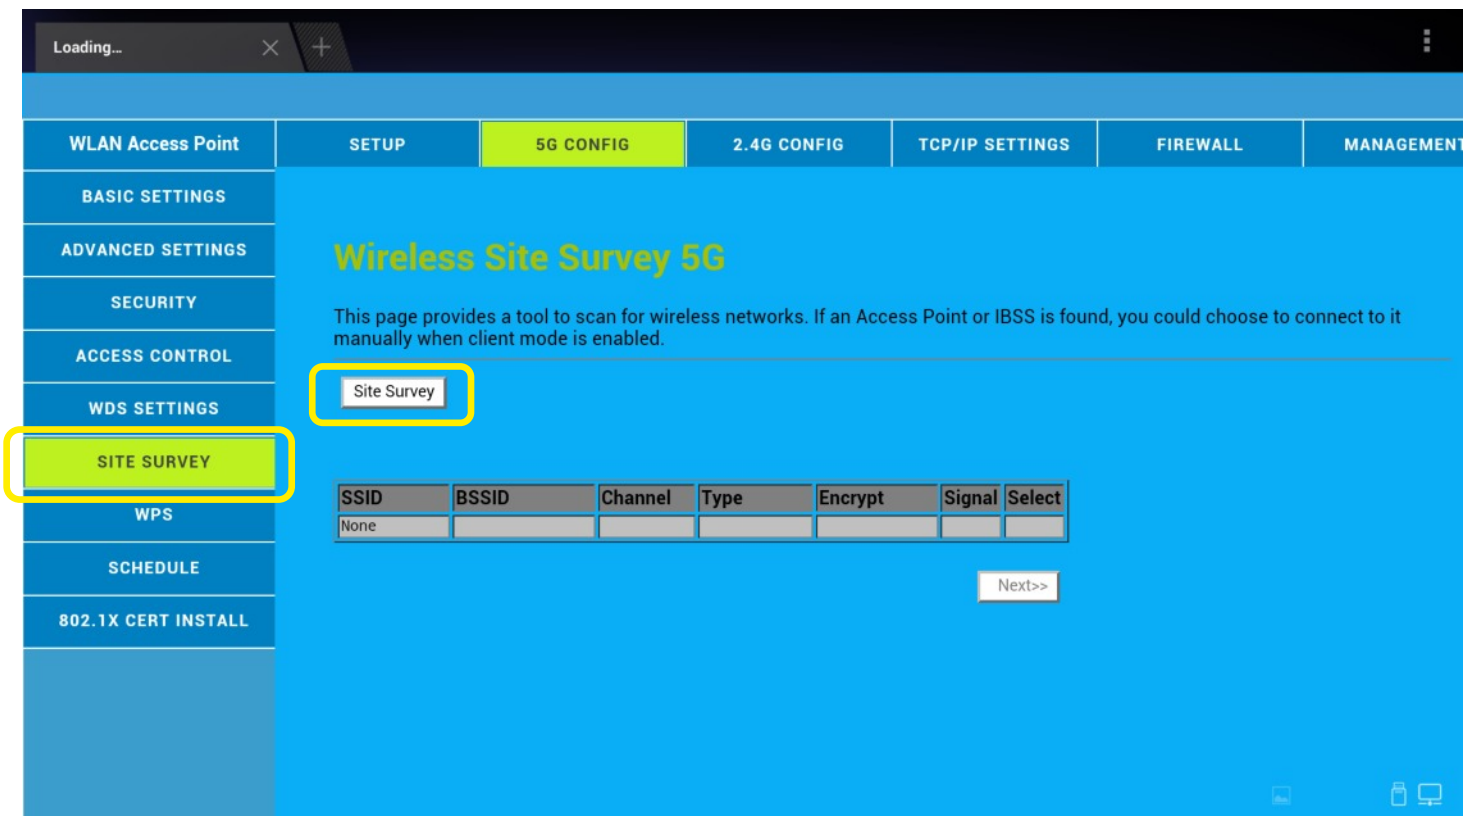 Loading...
WLAN Access Point
SETUP
5G CONFIG
2.4G CONFIG
TCP/IP SETTINGS
FIREWALL
MANAGEMENT
BASIC SETTINGS
ADVANCED SETTINGS
SECURITY
ACCESS CONTROL
WDS SETTINGS
SITE SURVEY
WPS
SCHEDULE
802.1X CERT INSTALL
Wireless Site Survey 5G
This page provides a tool to scan for wireless networks. If an Access Point or IBSS is found, you could choose to connect to it
manually when client mode is enabled.
Site Survey
SSID BSSID Channel Type Encrypt Signal Select
None
Next>>